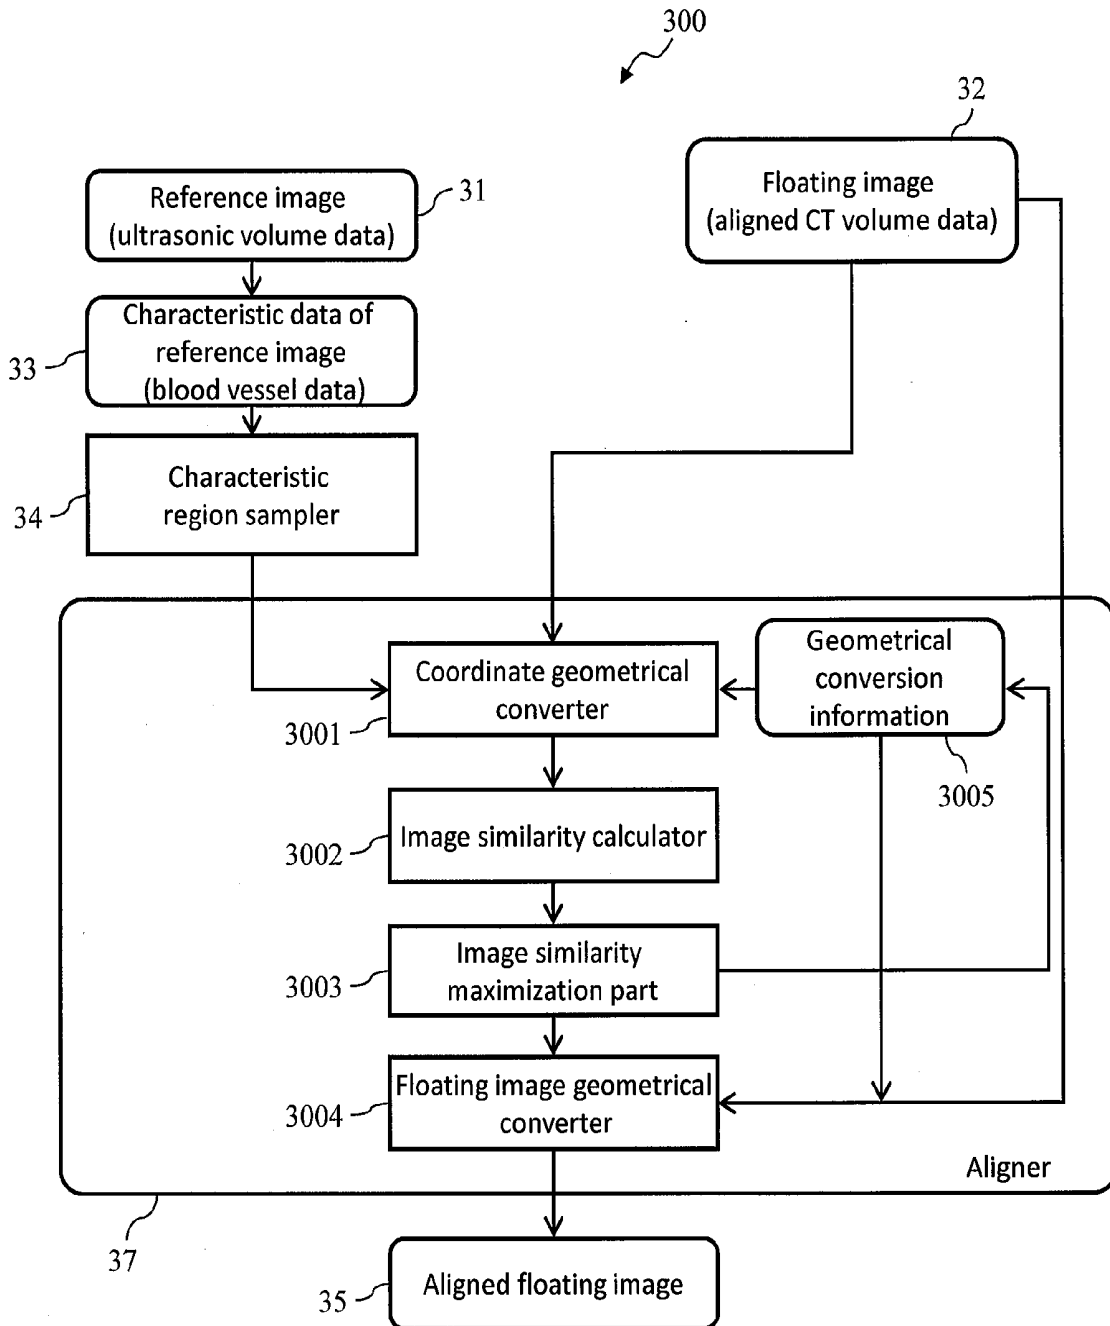 300
32
Floating image
(aligned CT volume data)
31
Reference image
(ultrasonic volume data)
33
Characteristic data of
reference image
(blood vessel data)
34
Characteristic
region sampler
Coordinate geometrical
converter
3001
Geometrical
conversion
information
3005
Image similarity calculator
3002
Image similarity
maximization part
3003
Floating image geometrical
converter
3004
Aligner
37
Aligned floating image
35